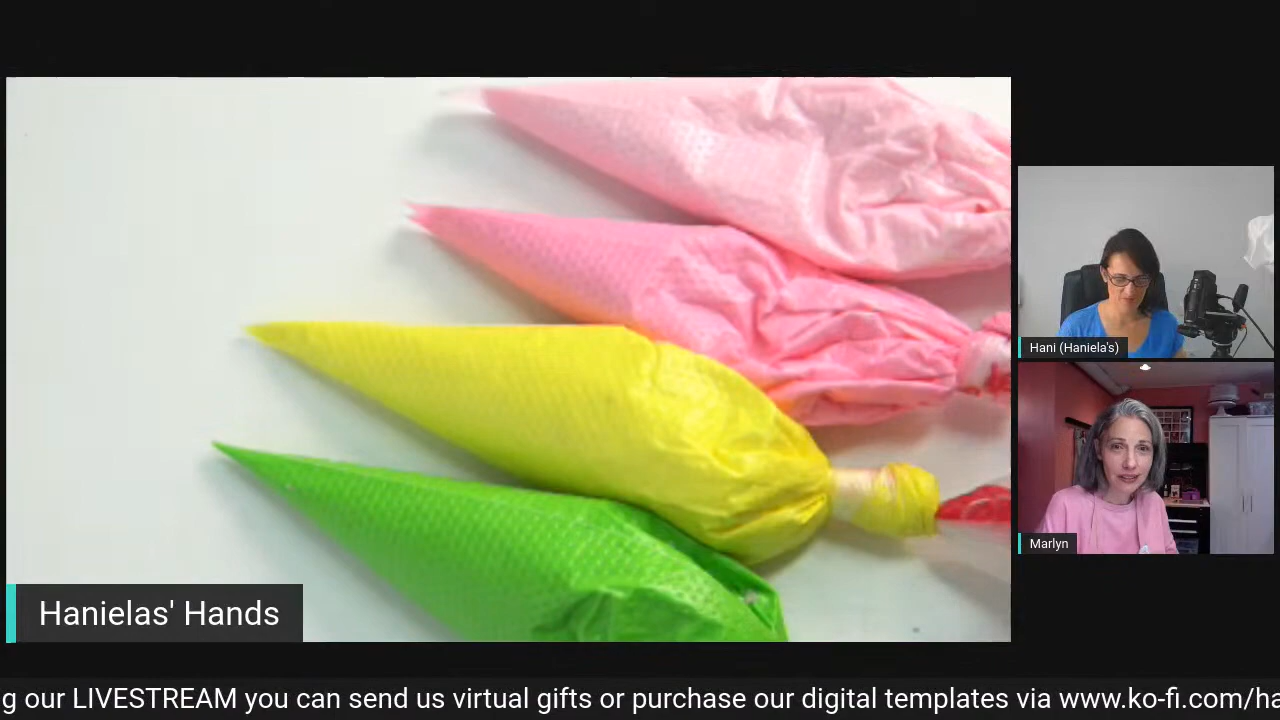 Hani (Haniela's)
Marlyn
Hanielas' Hands
g our LIVESTREAM you can send us virtual gifts or purchase our digital templates via www.ko-fi.com/ha